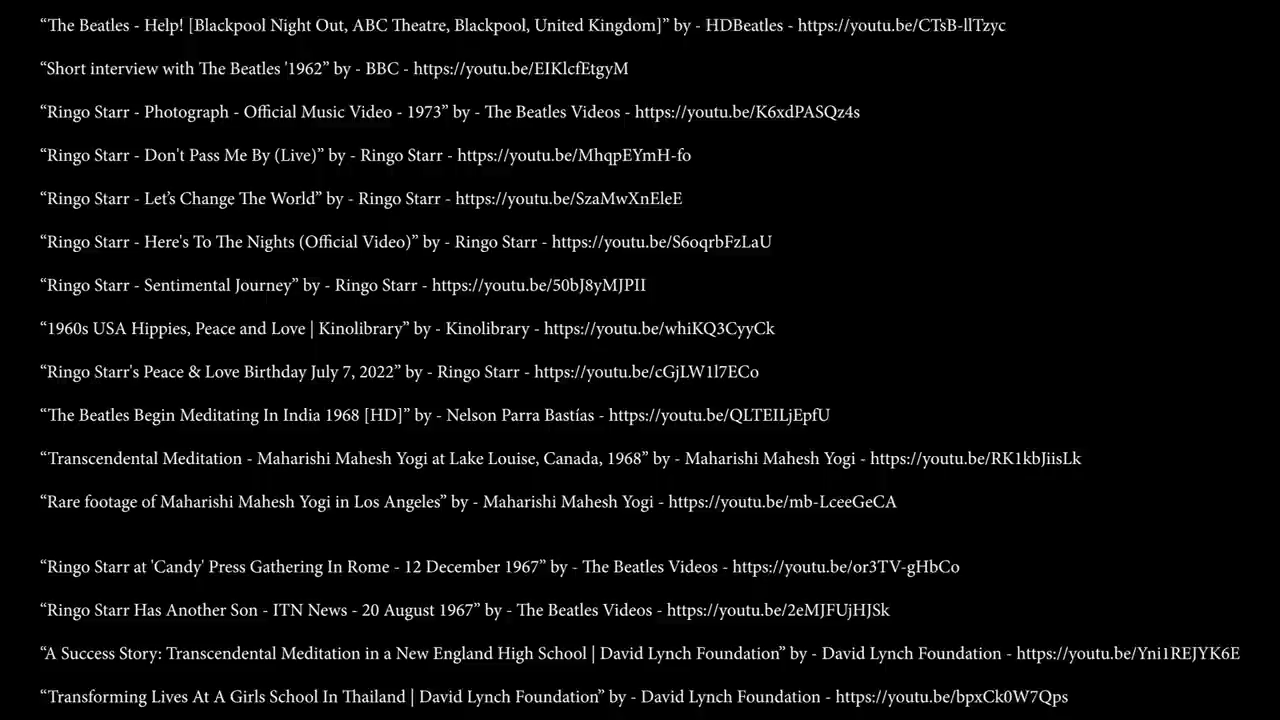 “The Beatles - Help! [Blackpool Night Out, ABC Theatre, Blackpool, United Kingdom]” by - HDBeatles - https://youtu.be/CTsB-llTzyc
“Short interview with The Beatles '1962” by - BBC - https://youtu.be/EIKlcfEtgyM
“Ringo Starr - Photograph - Official Music Video - 1973” by - The Beatles Videos - https://youtu.be/K6xdPASQz4s
“Ringo Starr - Don't Pass Me By (Live)” by - Ringo Starr - https://youtu.be/MhqpEYmH-fo
“Ringo Starr - Let’s Change The World” by - Ringo Starr - https://youtu.be/SzaMwXnEleE
“Ringo Starr - Here's To The Nights (Official Video)” by - Ringo Starr - https://youtu.be/S6oqrbFzLaU
“Ringo Starr - Sentimental Journey” by - Ringo Starr - https://youtu.be/50bJ8yMJPII
“1960s USA Hippies, Peace and Love | Kinolibrary” by - Kinolibrary - https://youtu.be/whiKQ3CyyCk
“Ringo Starr's Peace & Love Birthday July 7, 2022” by - Ringo Starr - https://youtu.be/cGjLW1l7ECo
“The Beatles Begin Meditating In India 1968 [HD]” by - Nelson Parra Bastías - https://youtu.be/QLTEILjEpfU
“Transcendental Meditation - Maharishi Mahesh Yogi at Lake Louise, Canada, 1968” by - Maharishi Mahesh Yogi - https://youtu.be/RK1kbJiisLk
“Rare footage of Maharishi Mahesh Yogi in Los Angeles” by - Maharishi Mahesh Yogi - https://youtu.be/mb-LceeGeCA
“Ringo Starr at 'Candy' Press Gathering In Rome - 12 December 1967” by - The Beatles Videos - https://youtu.be/or3TV-gHbCo
“Ringo Starr Has Another Son - ITN News - 20 August 1967” by - The Beatles Videos - https://youtu.be/2eMJFUjHJSk
“A Success Story: Transcendental Meditation in a New England High School | David Lynch Foundation” by - David Lynch Foundation - https://youtu.be/Yni1REJYK6E
“Transforming Lives At A Girls School In Thailand | David Lynch Foundation” by - David Lynch Foundation - https://youtu.be/bpxCk0W7Qps